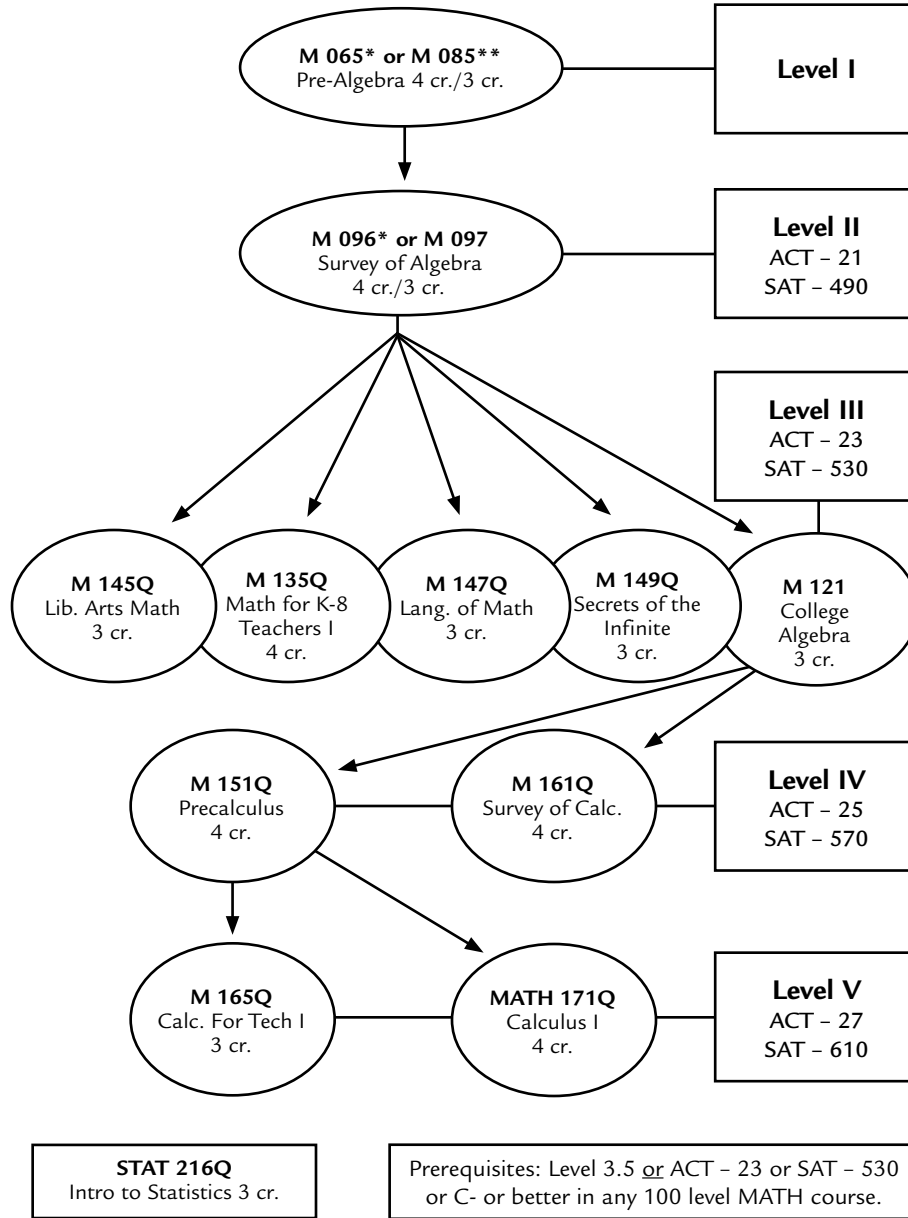 M 065* or M 085**
Pre-Algebra 4 cr./3 cr.
Level I
M 096* or M 097
Survey of Algebra
4 cr./3 cr.
Level II
ACT – 21
SAT – 490
Level III
ACT – 23
SAT – 530
M 145Q
Lib. Arts Math
3 cr.
M 135Q
Math for K-8
Teachers I
4 cr.
M 147Q
Lang. of Math
3 cr.
M 149Q
Secrets of the
Infinite
3 cr.
M 121
College
Algebra
3 cr.
M 151Q
Precalculus
4 cr.
M 161Q
Survey of Calc.
4 cr.
Level IV
ACT – 25
SAT – 570
M 165Q
Calc. For Tech I
3 cr.
MATH 171Q
Calculus I
4 cr.
Level V
ACT – 27
SAT – 610
STAT 216Q
Intro to Statistics 3 cr.
Prerequisites: Level 3.5 or ACT – 23 or SAT – 530
or C- or better in any 100 level MATH course.